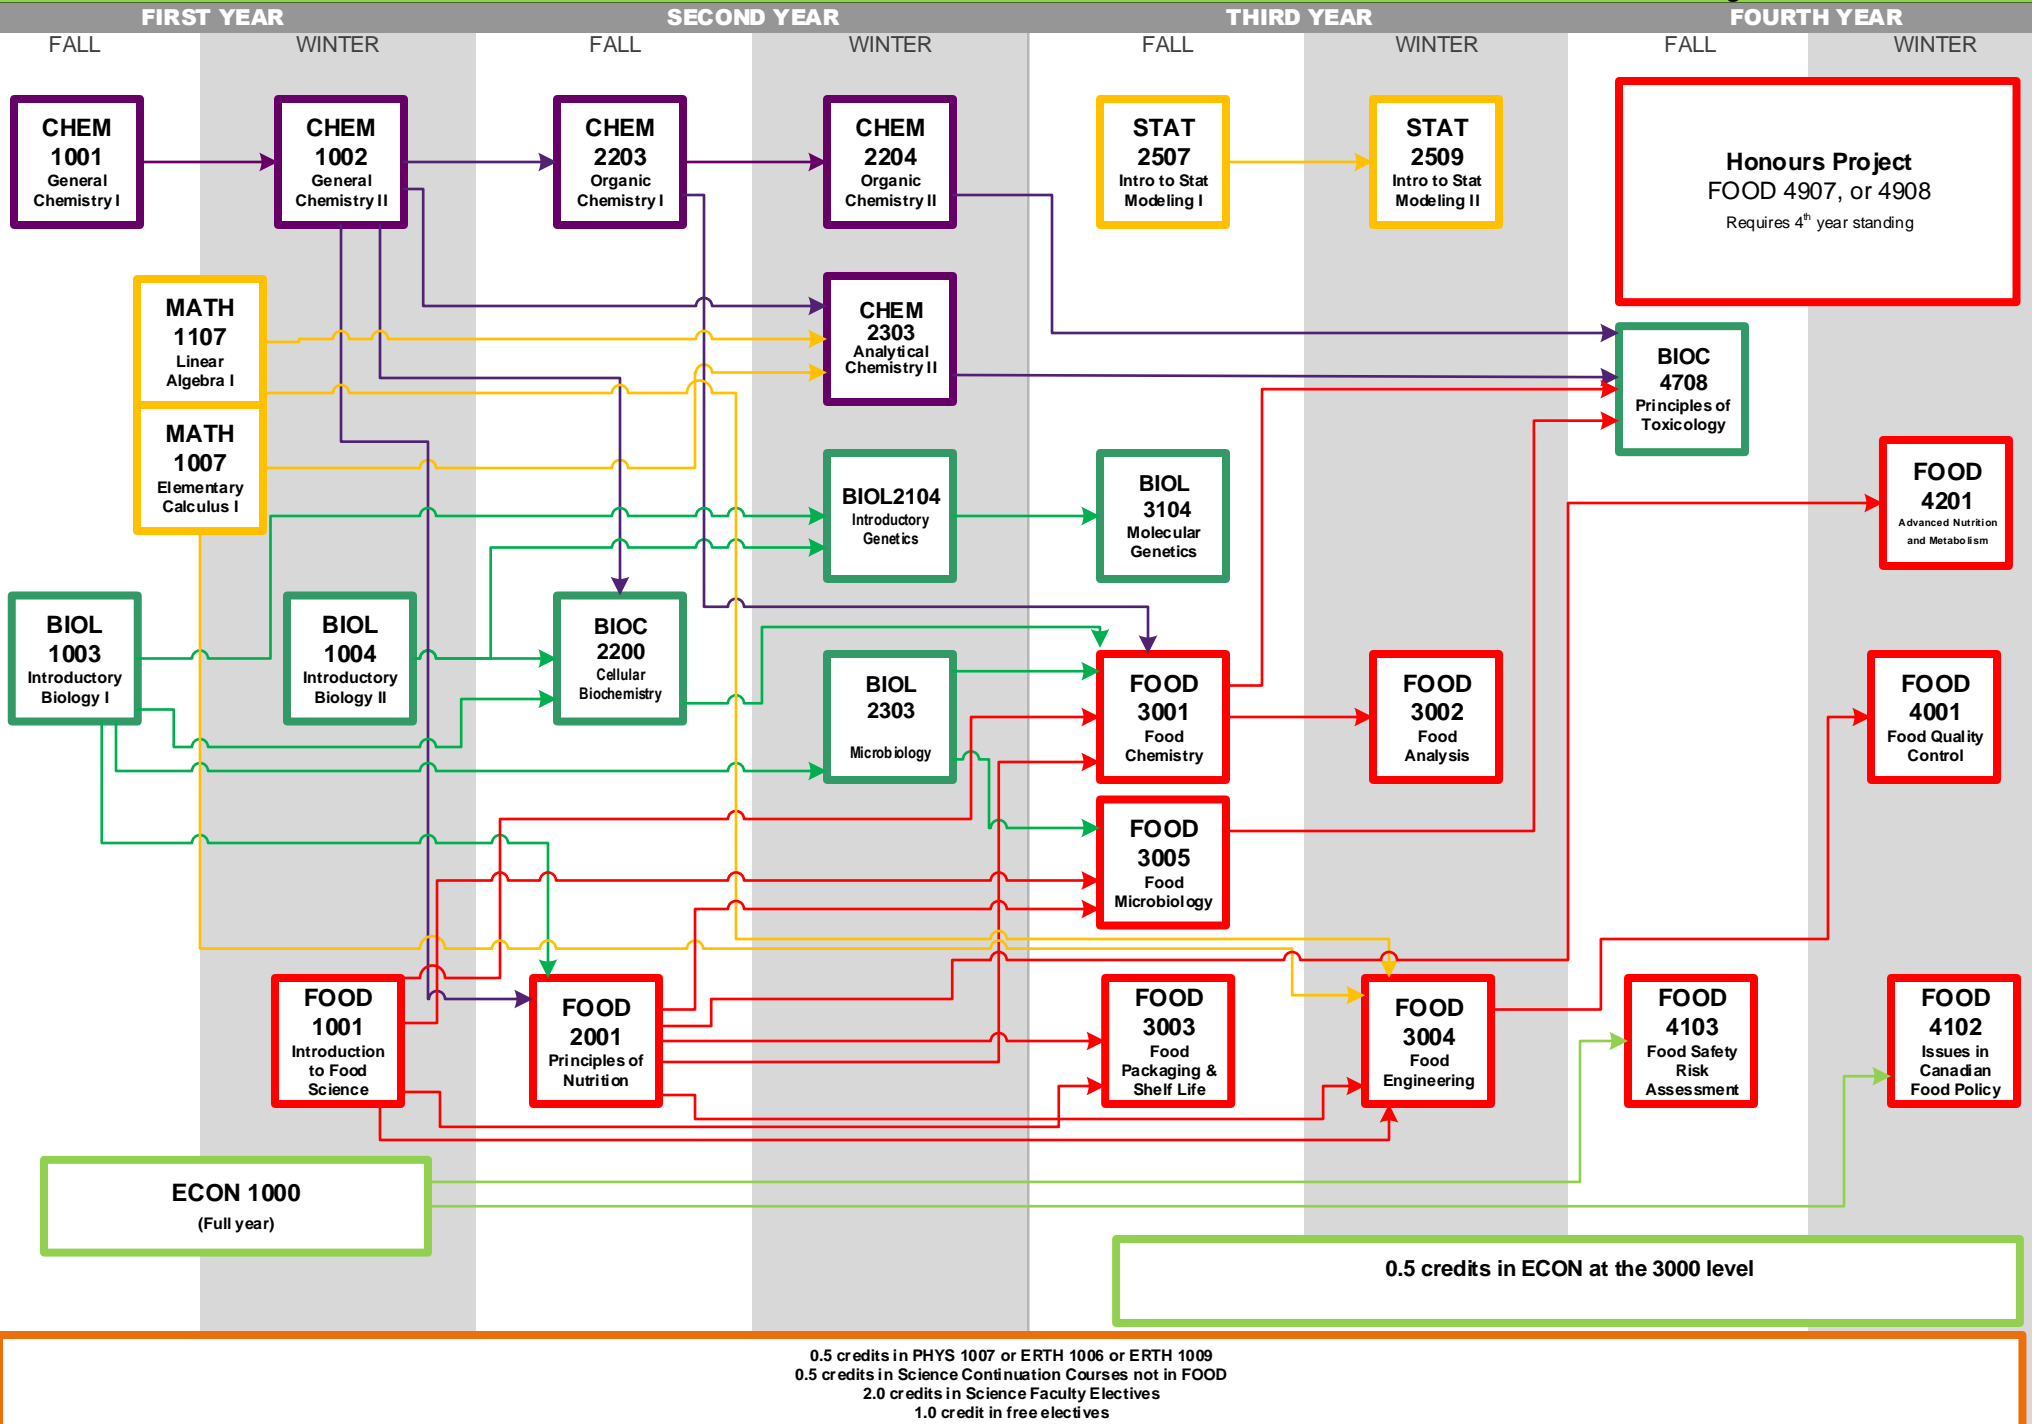 FIRST YEAR
SECOND YEAR
THIRD YEAR
FOURTH YEAR
FALL
WINTER
FALL
WINTER
FALL
WINTER
FALL
WINTER
CHEM
1001
General
Chemistry I
CHEM
1002
General
Chemistry II
CHEM
2203
Organic
Chemistry I
CHEM
2204
Organic
Chemistry II
STAT
2507
Intro to Stat
Modeling I
STAT
2509
Intro to Stat
Modeling II
Honours Project
FOOD 4907, or 4908
Requires 4th year standing
MATH
1107
Linear
Algebra I
CHEM
2303
Analytical
Chemistry II
BIOC
4708
Principles of
Toxicology
MATH
1007
Elementary
Calculus I
BIOL2104
Introductory
Genetics
BIOL
3104
Molecular
Genetics
FOOD
4201
Advanced Nutrition
and Metabolism
BIOL
1003
Introductory
Biology I
BIOL
1004
Introductory
Biology II
BIOC
2200
Cellular
Biochemistry
BIOL
2303
Microbiology
FOOD
3001
Food
Chemistry
FOOD
3002
Food
Analysis
FOOD
4001
Food Quality
Control
FOOD
3005
Food
Microbiology
FOOD
1001
Introduction
to Food
Science
FOOD
2001
Principles of
Nutrition
FOOD
3003
Food
Packaging &
Shelf Life
FOOD
3004
Food
Engineering
FOOD
4103
Food Safety
Risk
Assessment
FOOD
4102
Issues in
Canadian
Food Policy
ECON 1000
(Full year)
0.5 credits in ECON at the 3000 level
0.5 credits in PHYS 1007 or ERTH 1006 or ERTH 1009
0.5 credits in Science Continuation Courses not in FOOD
2.0 credits in Science Faculty Electives
1.0 credit in free electives